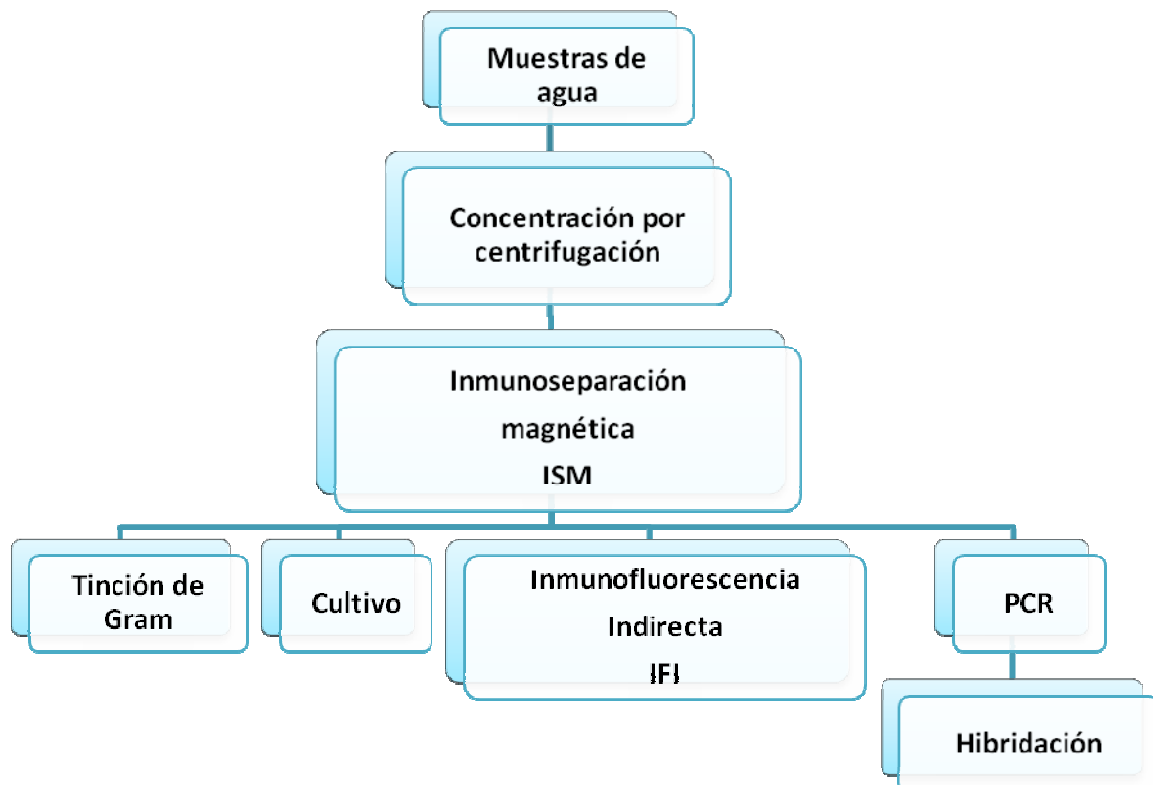 Muestras de
agua
Concentración por
centrifugación
Inmunoseparación
magnética
ISM
Tinción de
Gram
Cultivo
Inmunofluorescencia
Indirecta
IFI
PCR
Hibridación